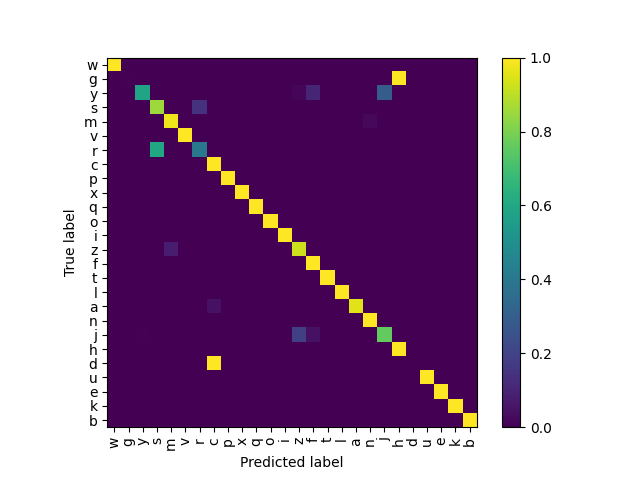 w
g
y
s
m
v
r
c
p
x
q
o
i
z
f
t
l
a
n
j
h
d
u
e
k
b
True label
w g y s m v r c p x q o i z f t l a n j h d u e k b
Predicted label
1.0
0.8
0.6
0.4
0.2
0.0